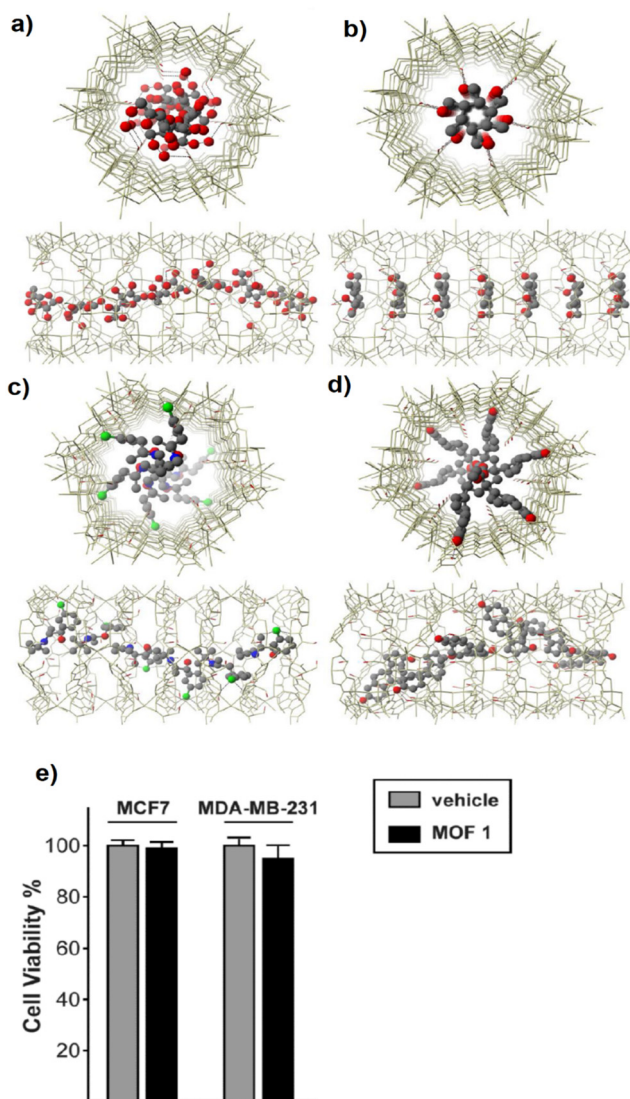 a)
b)
c)
d)
e)
MCF7 MDA-MB-231
vehicle
MOF 1
Cell Viability %
100
80
60
40
20